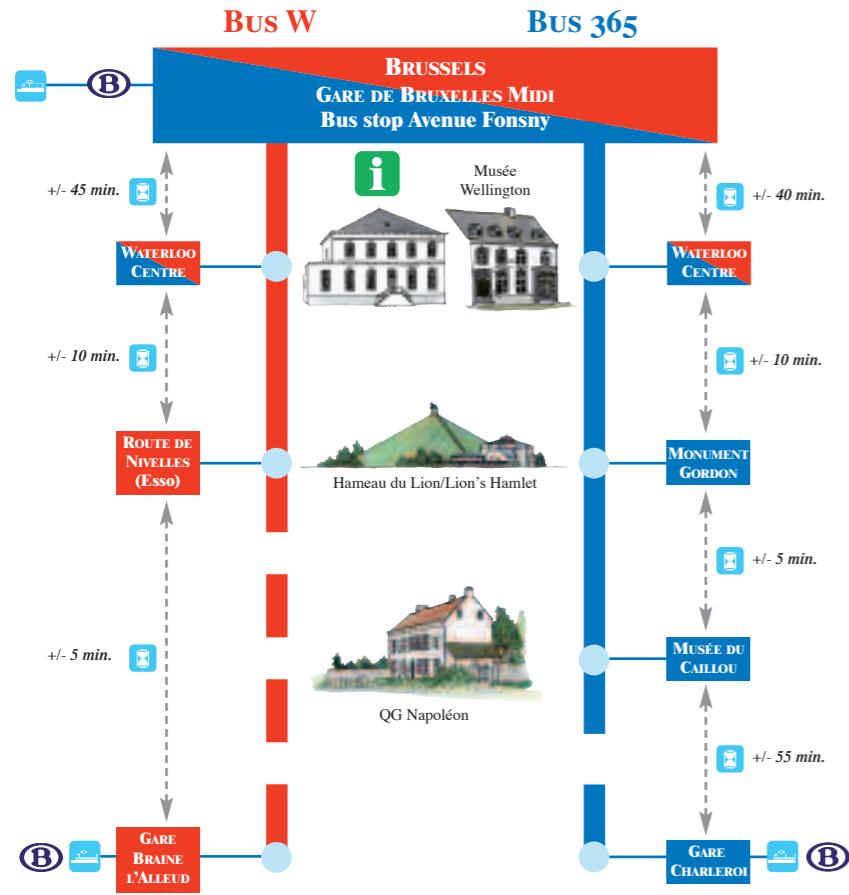 BUS W
BUS 365
BRUSSELS
GARE DE BRUXELLES MIDI
Bus stop Avenue Fonsny
B
+/- 45 min.
i
Musée
Wellington
+/- 40 min.
WATERLOO
CENTRE
WATERLOO
CENTRE
+/- 10 min.
+/- 10 min.
ROUTE DE
NIVELLES
(ESSO)
Hameau du Lion/Lion's Hamlet
MONUMENT
GORDON
+/- 5 min.
+/- 5 min.
MUSÉE DU
CAILLOU
QG Napoléon
+/- 55 min.
B
GARE
BRAINE
L'ALLEUD
GARE
CHARLEROI
B